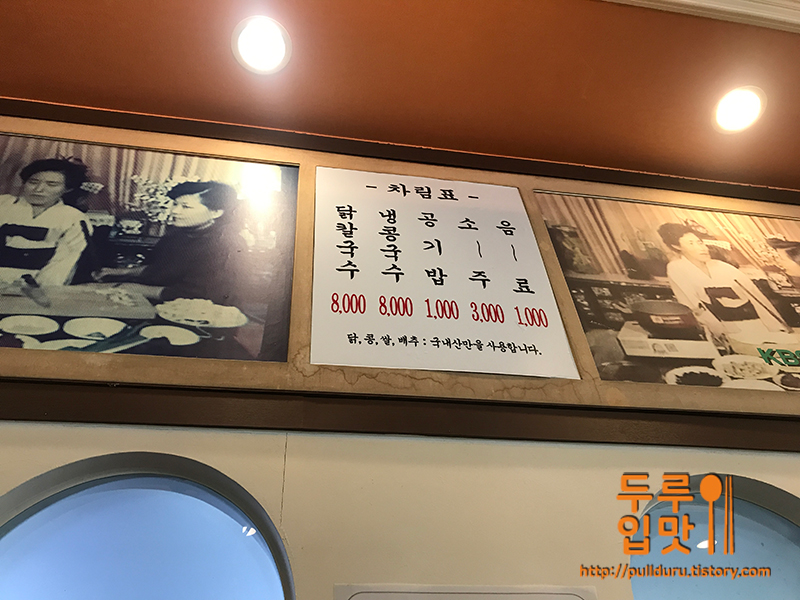 - 차림표 -
닭칼국수 8,000
냉콩국수 8,000
공기밥 1,000
소~주 3,000
음~료 1,000
닭, 콩, 쌀, 배추 : 국내산만을 사용합니다.
KBS
두루
입맛
http://pullduru.tistory.com